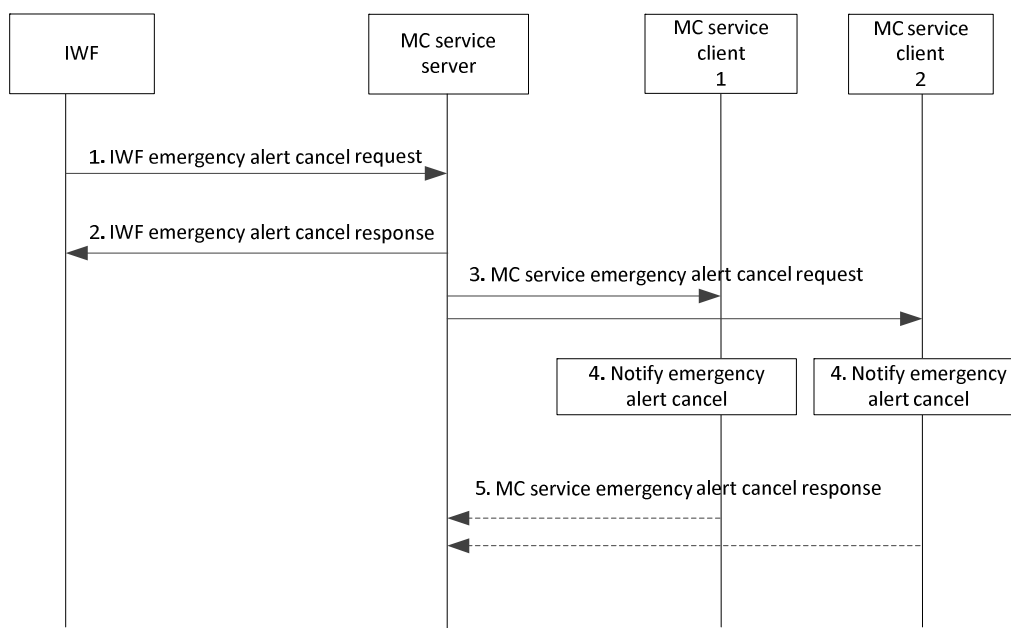 IWF
MC service
server
MC service
client
1
MC service
client
2
1. IWF emergency alert cancel request
2. IWF emergency alert cancel response
3. MC service emergency alert cancel request
4. Notify emergency
alert cancel
4. Notify emergency
alert cancel
5. MC service emergency alert cancel response